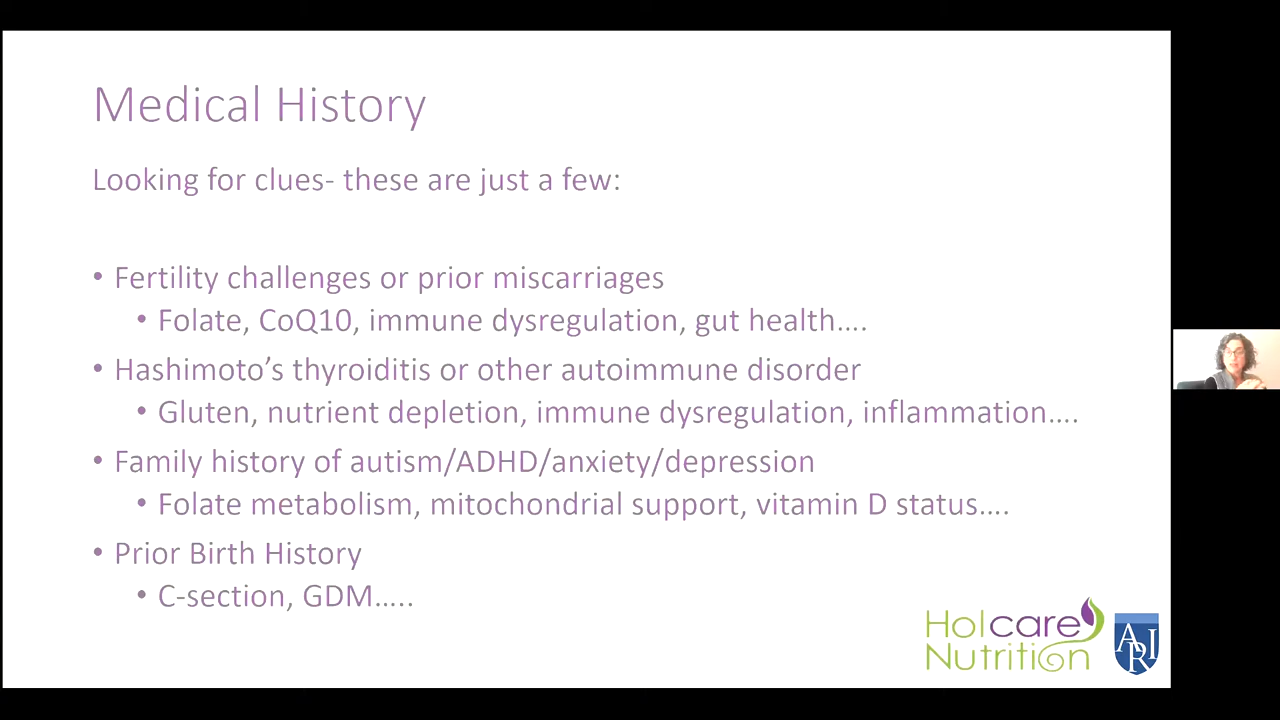 Medical History
Looking for clues- these are just a few:
• Fertility challenges or prior miscarriages
• Folate, CoQ10, immune dysregulation, gut health….
• Hashimoto’s thyroiditis or other autoimmune disorder
• Gluten, nutrient depletion, immune dysregulation, inflammation….
• Family history of autism/ADHD/anxiety/depression
• Folate metabolism, mitochondrial support, vitamin D status….
• Prior Birth History
• C-section, GDM…..
Holcare
Nutrition
ARI